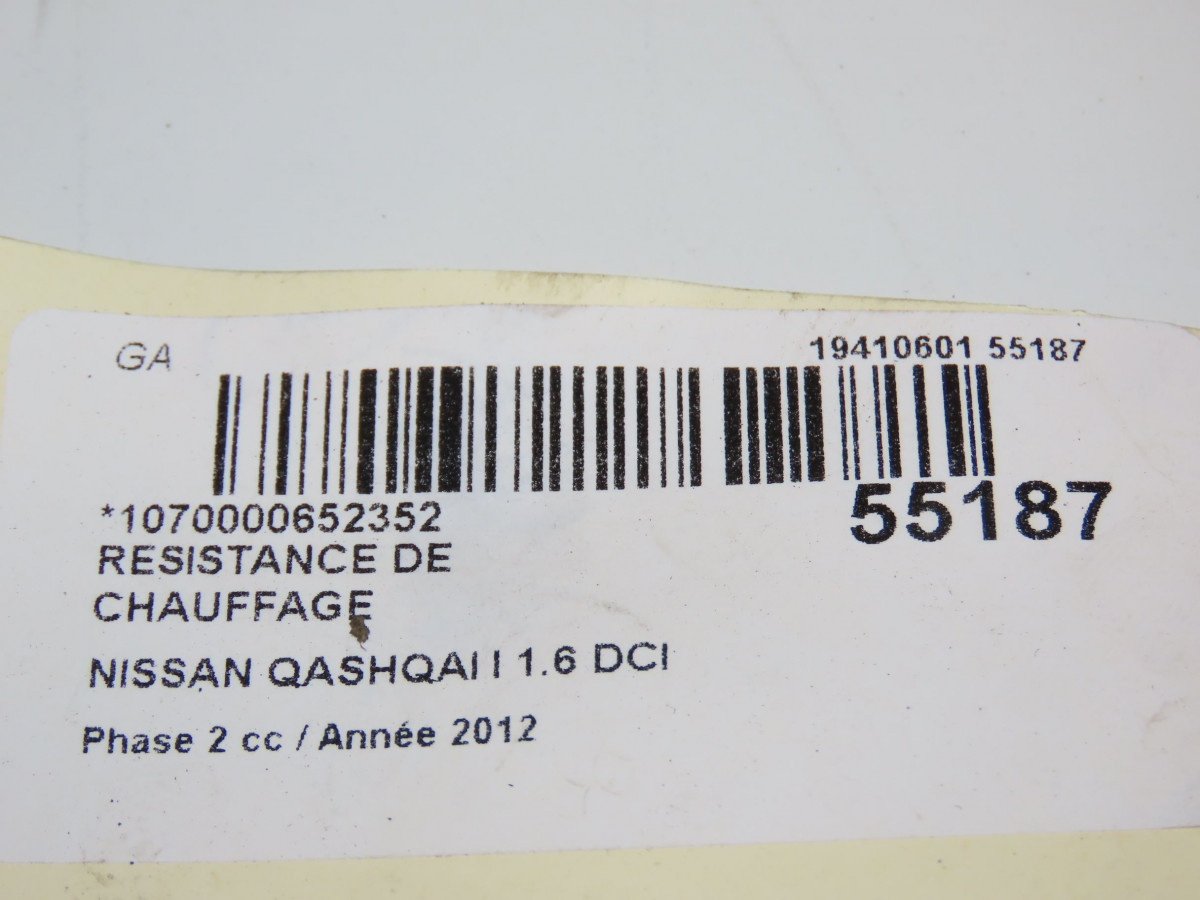 GA
19410601 55187
*1070000652352
55187
RESISTANCE DE
CHAUFFAGE
NISSAN QASHQAI I 1.6 DCI
Phase 2 cc / Année 2012